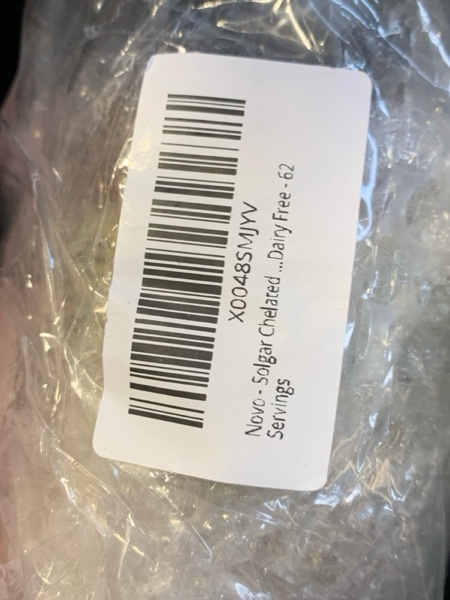 X0048SMJYV
Novo - Solgar Chelated ...Dairy Free - 62
Servings